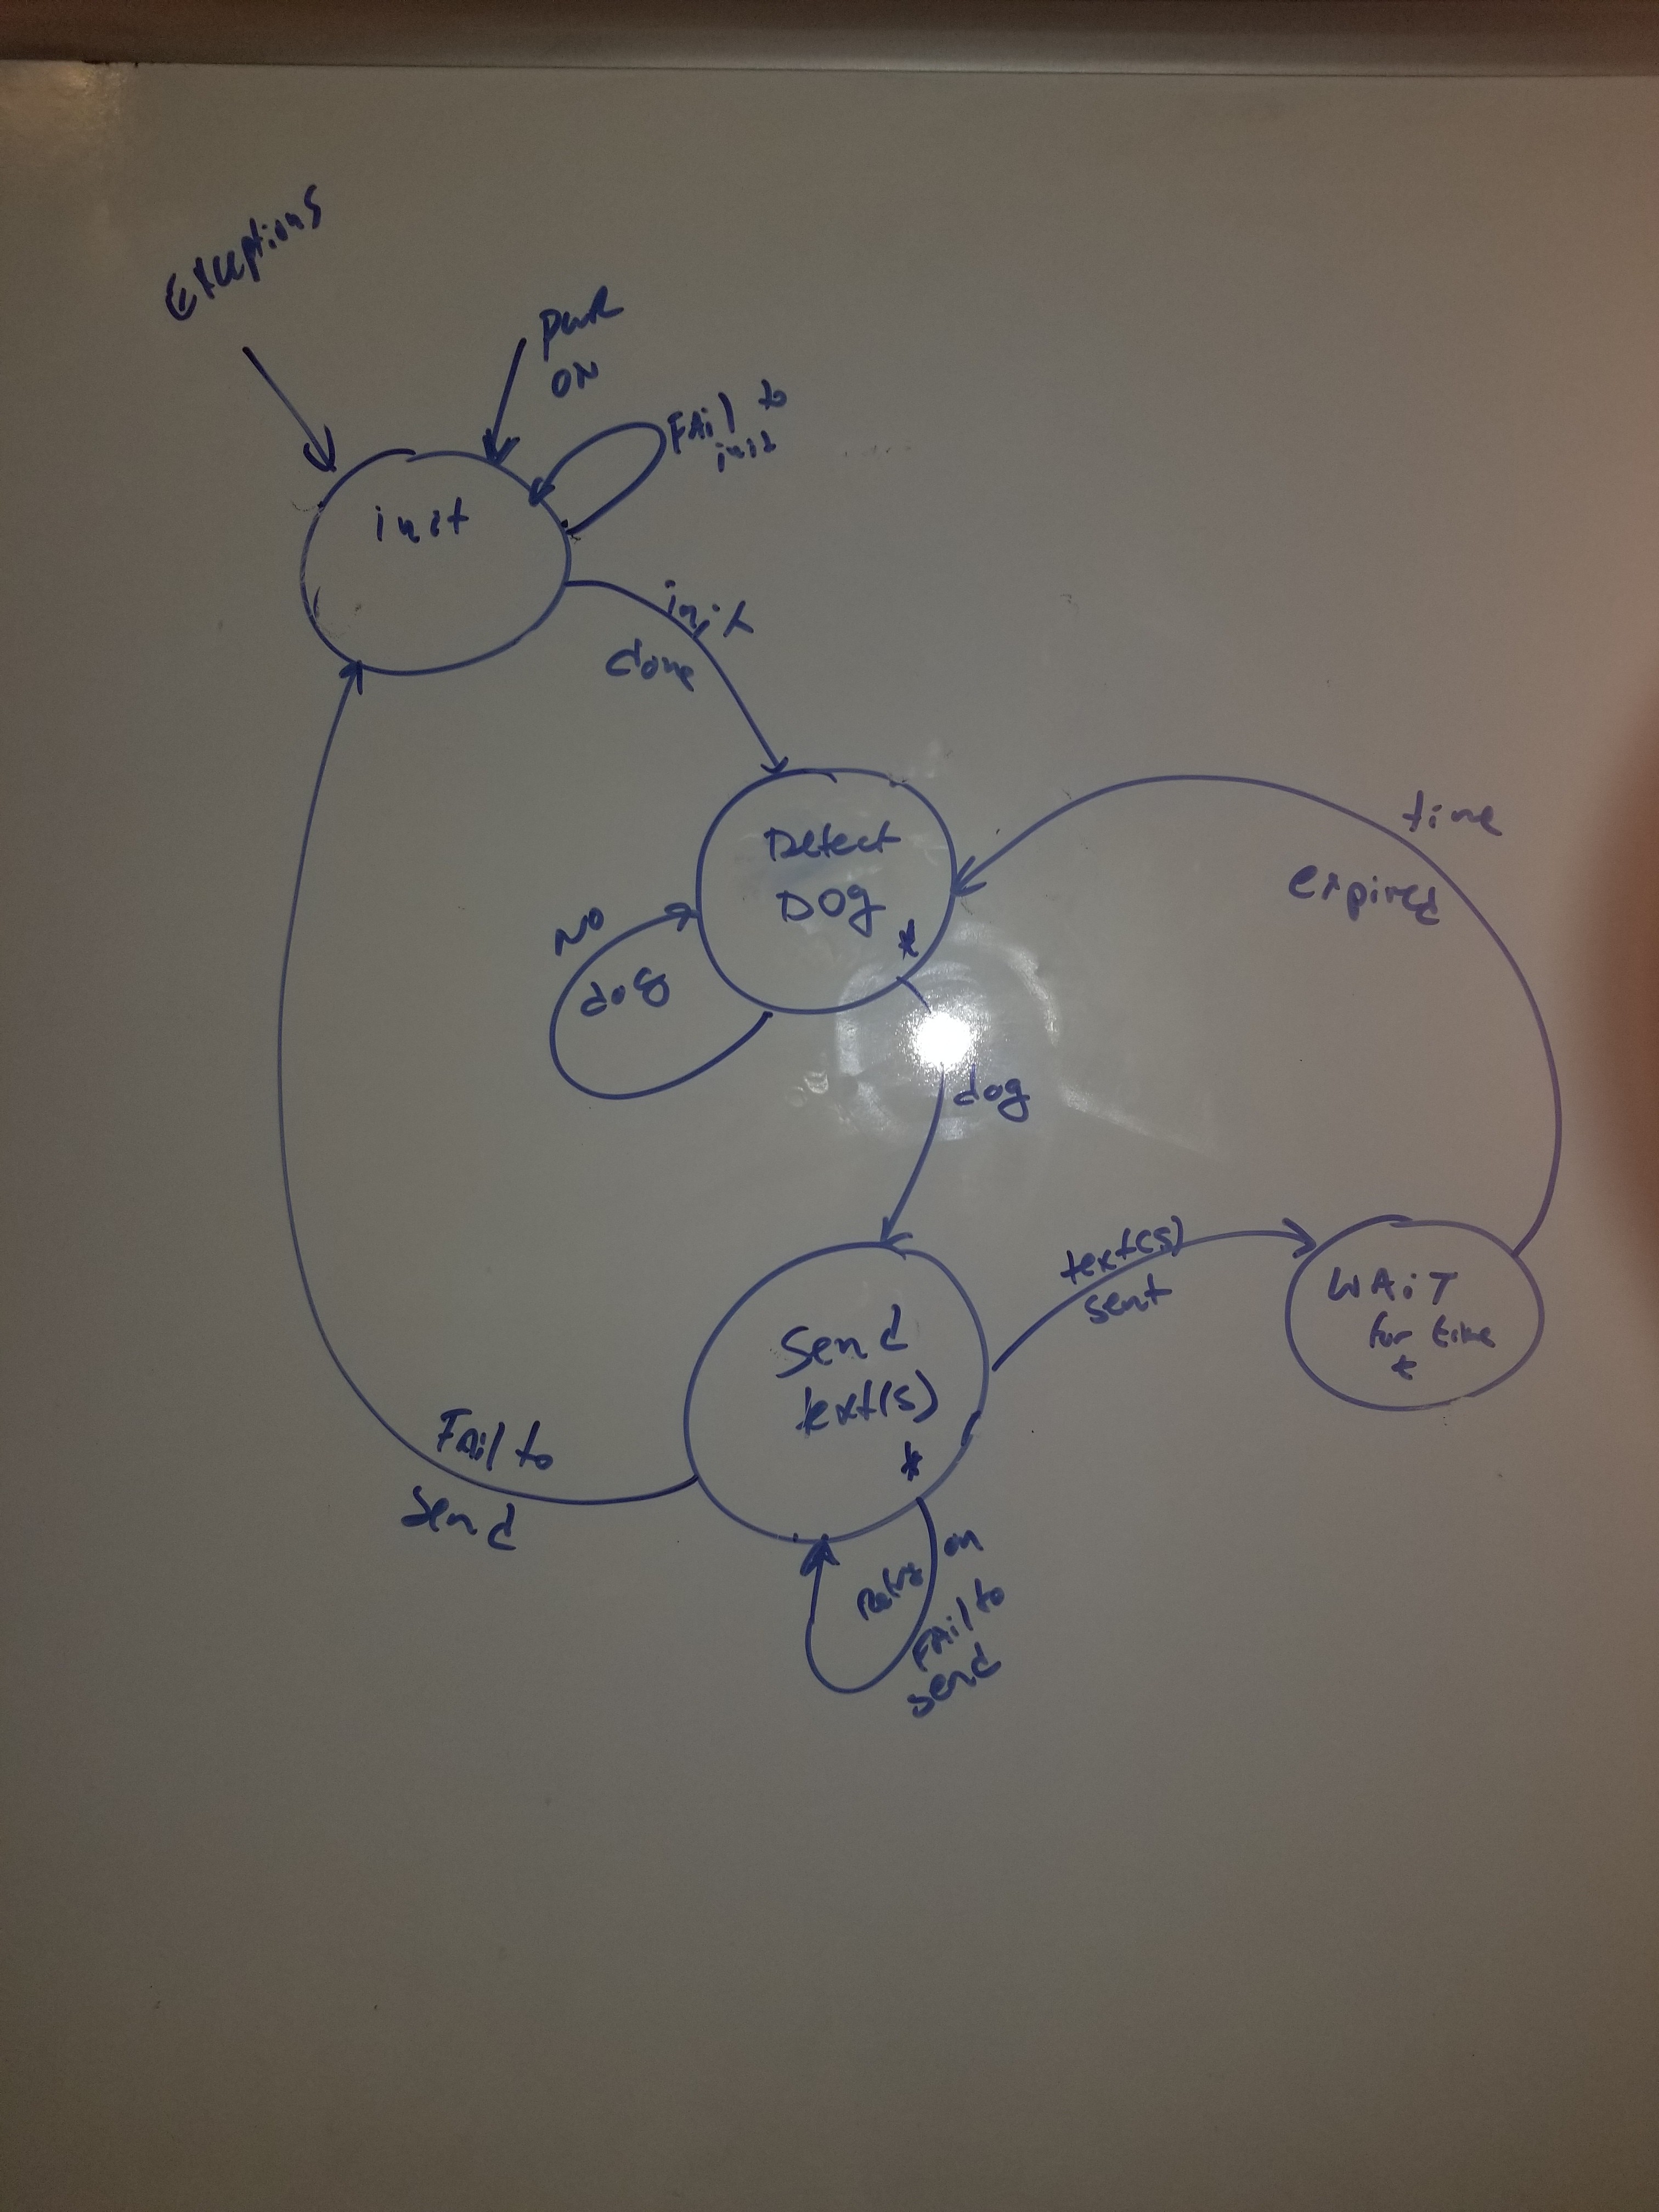 Exceptions
pwR
ON
FAil to
init
init
init
done
Detect
DOg
*
time
expired
NO
dog
dog
text(s)
sent
WAiT
for time
t
Send
text(s)
*
FAil to
Send
retry on
FAil to
send